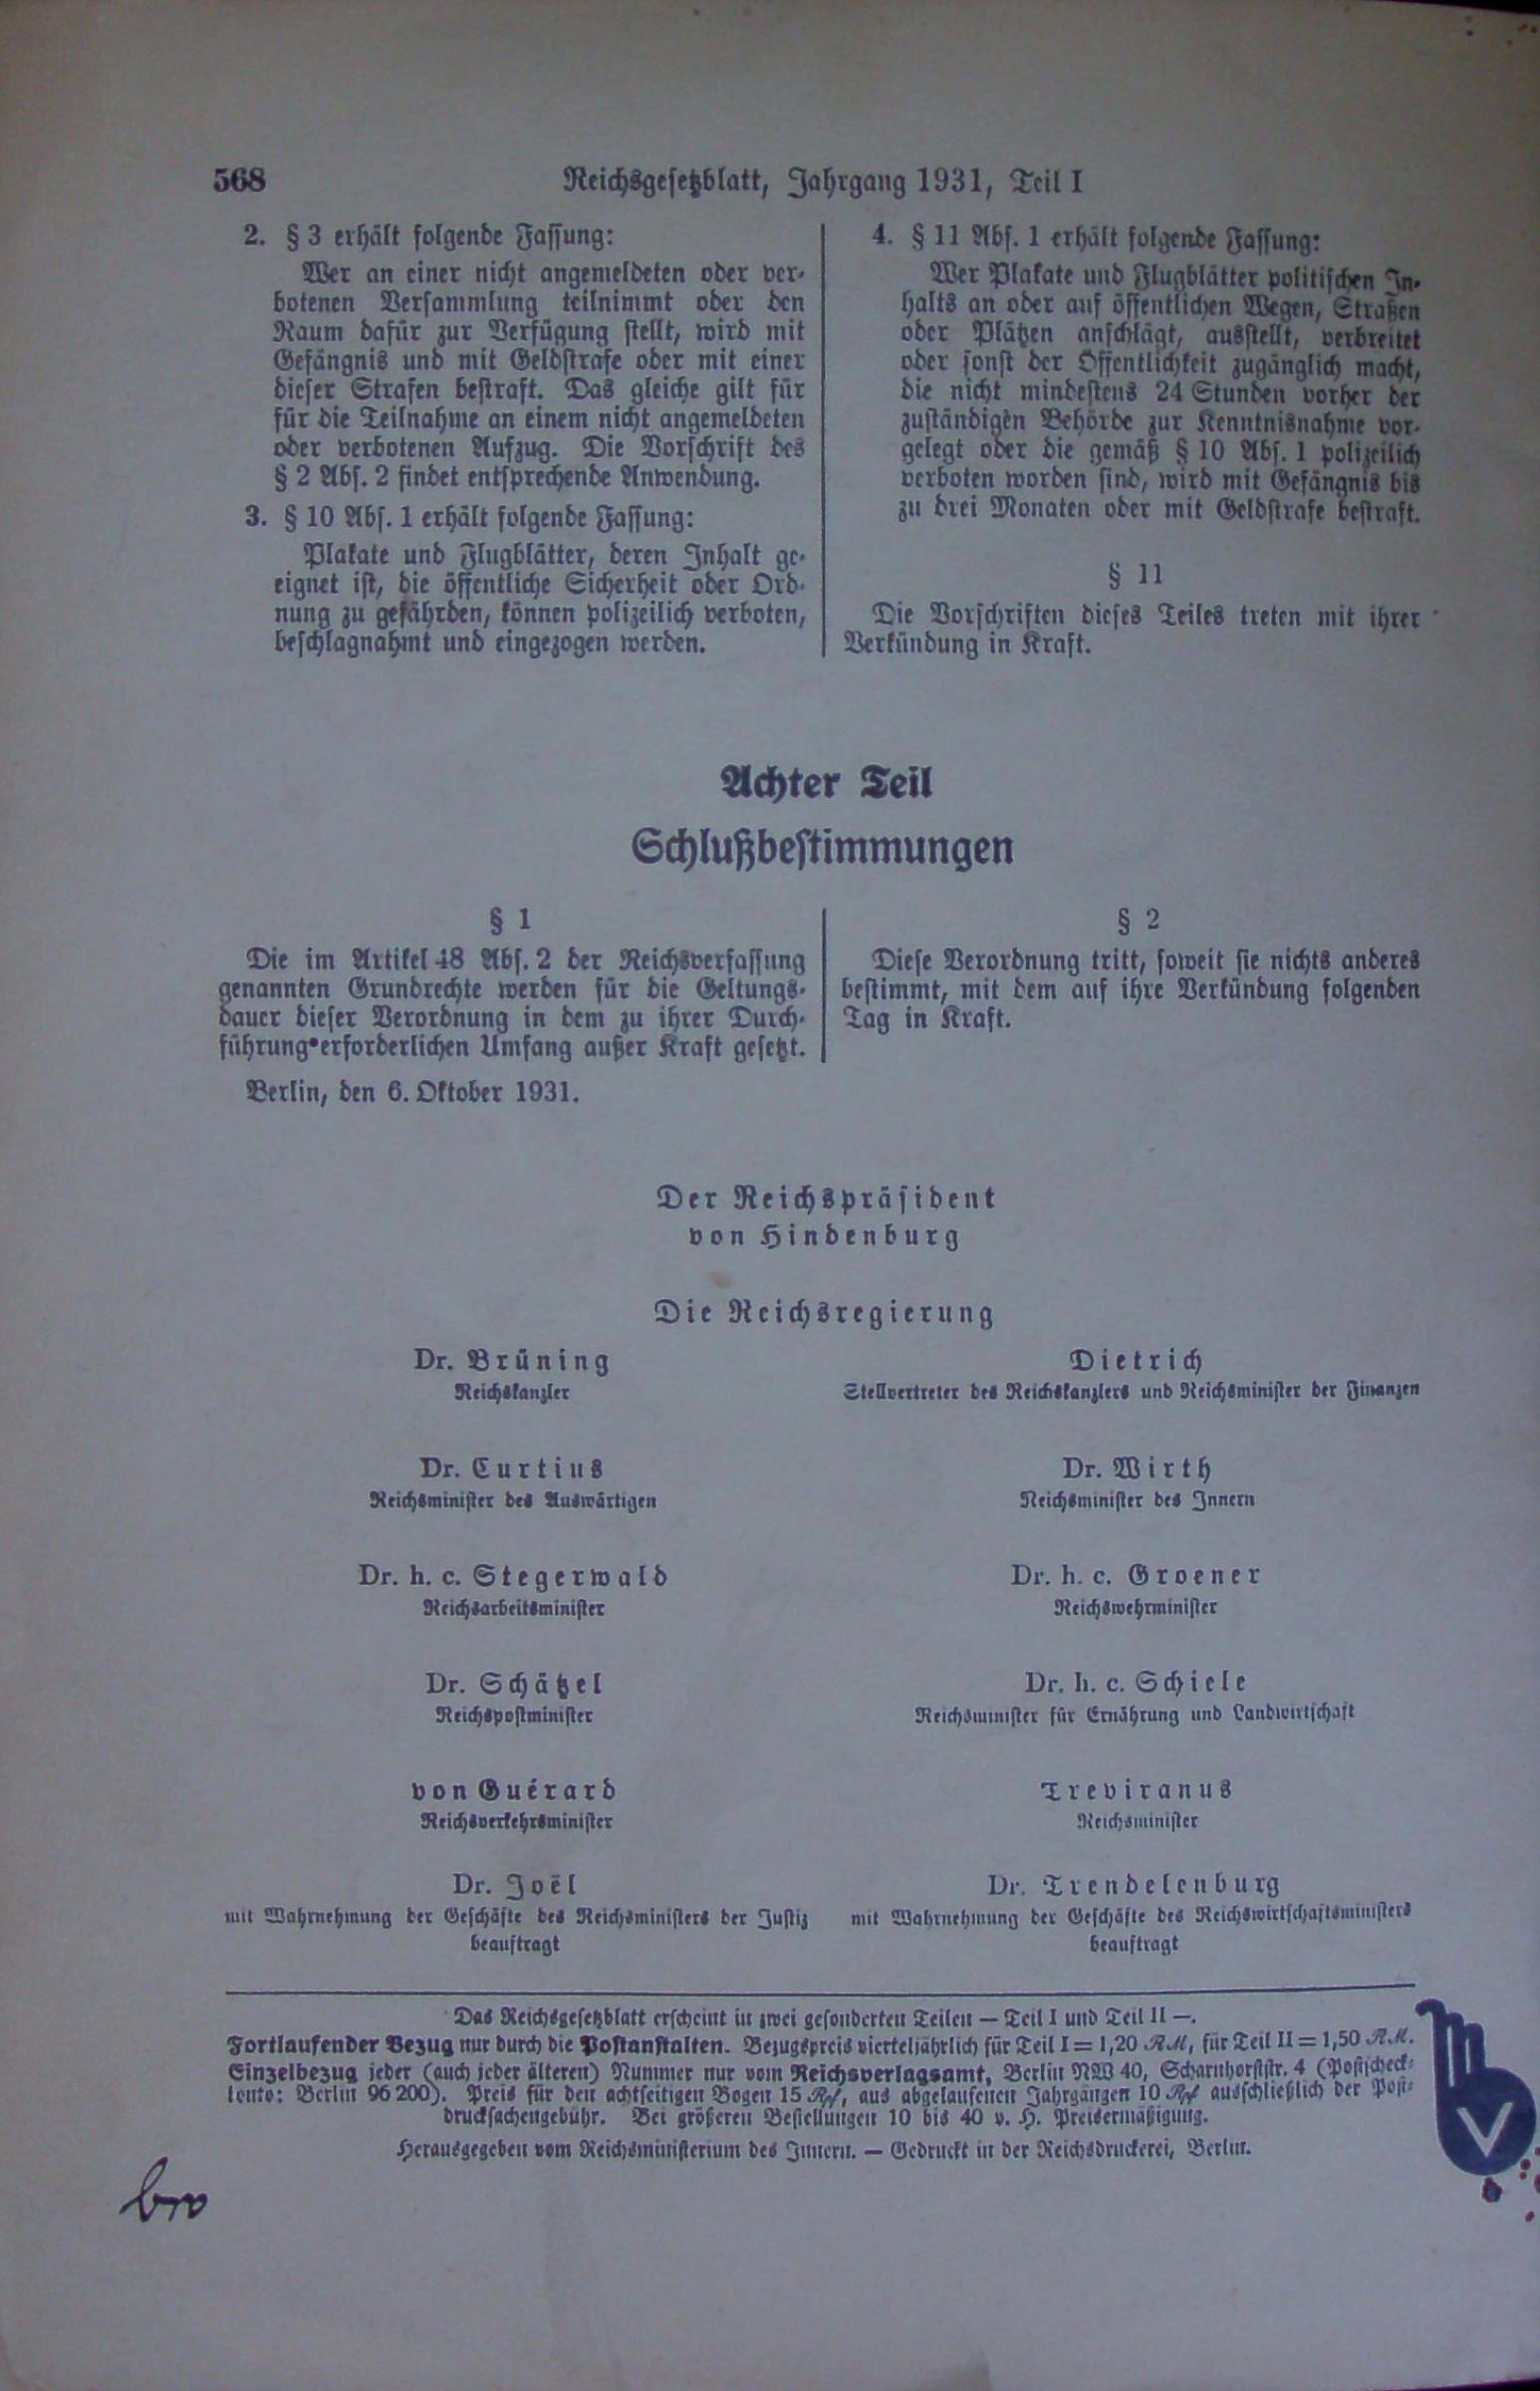 568
Reichsgesetzblatt, Jahrgang 1931, Teil I
2. § 3 erhält folgende Fassung:
Wer an einer nicht angemeldeten oder ver-
botenen Versammlung teilnimmt oder den
Raum dafür zur Verfügung stellt, wird mit
Gefängnis und mit Geldstrafe oder mit einer
dieser Strafen bestraft. Das gleiche gilt für
für die Teilnahme an einem nicht angemeldeten
oder verbotenen Aufzug. Die Vorschrift des
§ 2 Abs. 2 findet entsprechende Anwendung.
3. § 10 Abs. 1 erhält folgende Fassung:
Plakate und Flugblätter, deren Inhalt ge-
eignet ist, die öffentliche Sicherheit oder Ord-
nung zu gefährden, können polizeilich verboten,
beschlagnahmt und eingezogen werden.
4. § 11 Abs. 1 erhält folgende Fassung:
Wer Plakate und Flugblätter politischen In-
halts an oder auf öffentlichen Wegen, Straßen
oder Plätzen anschlägt, ausstellt, verbreitet
oder sonst der Öffentlichkeit zugänglich macht,
die nicht mindestens 24 Stunden vorher der
zuständigen Behörde zur Kenntnisnahme vor-
gelegt oder die gemäß § 10 Abs. 1 polizeilich
verboten worden sind, wird mit Gefängnis bis
zu drei Monaten oder mit Geldstrafe bestraft.
§ 11
Die Vorschriften dieses Teiles treten mit ihrer
Verkündung in Kraft.
Achter Teil
Schlußbestimmungen
§ 1
Die im Artikel 48 Abs. 2 der Reichsverfassung
genannten Grundrechte werden für die Geltungs-
dauer dieser Verordnung in dem zu ihrer Durch-
führung erforderlichen Umfang außer Kraft gesetzt.
§ 2
Diese Verordnung tritt, soweit sie nichts anderes
bestimmt, mit dem auf ihre Verkündung folgenden
Tag in Kraft.
Berlin, den 6. Oktober 1931.
Der Reichspräsident
von Hindenburg
Die Reichsregierung
Dr. Brüning
Reichskanzler
Dietrich
Stellvertreter des Reichskanzlers und Reichsminister der Finanzen
Dr. Curtius
Reichsminister des Auswärtigen
Dr. Wirth
Reichsminister des Innern
Dr. h. c. Stegerwald
Reichsarbeitsminister
Dr. h. c. Groener
Reichswehrminister
Dr. Schätzel
Reichspostminister
Dr. h. c. Schiele
Reichsminister für Ernährung und Landwirtschaft
von Guérard
Reichsverkehrsminister
Treviranus
Reichsminister
Dr. Joël
mit Wahrnehmung der Geschäfte des Reichsministers der Justiz
beauftragt
Dr. Trendelenburg
mit Wahrnehmung der Geschäfte des Reichswirtschaftsministers
beauftragt
Das Reichsgesetzblatt erscheint in zwei gesonderten Teilen — Teil I und Teil II —.
Fortlaufender Bezug nur durch die Postanstalten. Bezugspreis vierteljährlich für Teil I = 1,20 RM, für Teil II = 1,50 RM.
Einzelbezug jeder (auch jeder älteren) Nummer nur vom Reichsverlagsamt, Berlin NW 40, Scharnhorststr. 4 (Postscheck-
konto: Berlin 96 200). Preis für den achtseitigen Bogen 15 Rpf, aus abgelaufenen Jahrgängen 10 Rpf ausschließlich der Post-
drucksachengebühr. Bei größeren Bestellungen 10 bis 40 v. H. Preisermäßigung.
Herausgegeben vom Reichsministerium des Innern. — Gedruckt in der Reichsdruckerei, Berlin.
V